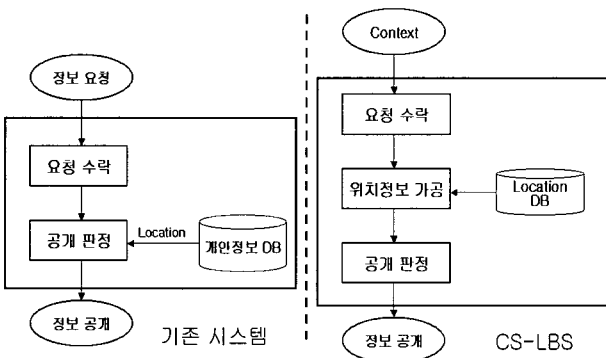 정보 요청
요청 수락
공개 판정
Location
개인정보 DB
정보 공개
기존 시스템
Context
요청 수락
위치정보 가공
Location
DB
공개 판정
정보 공개
CS-LBS